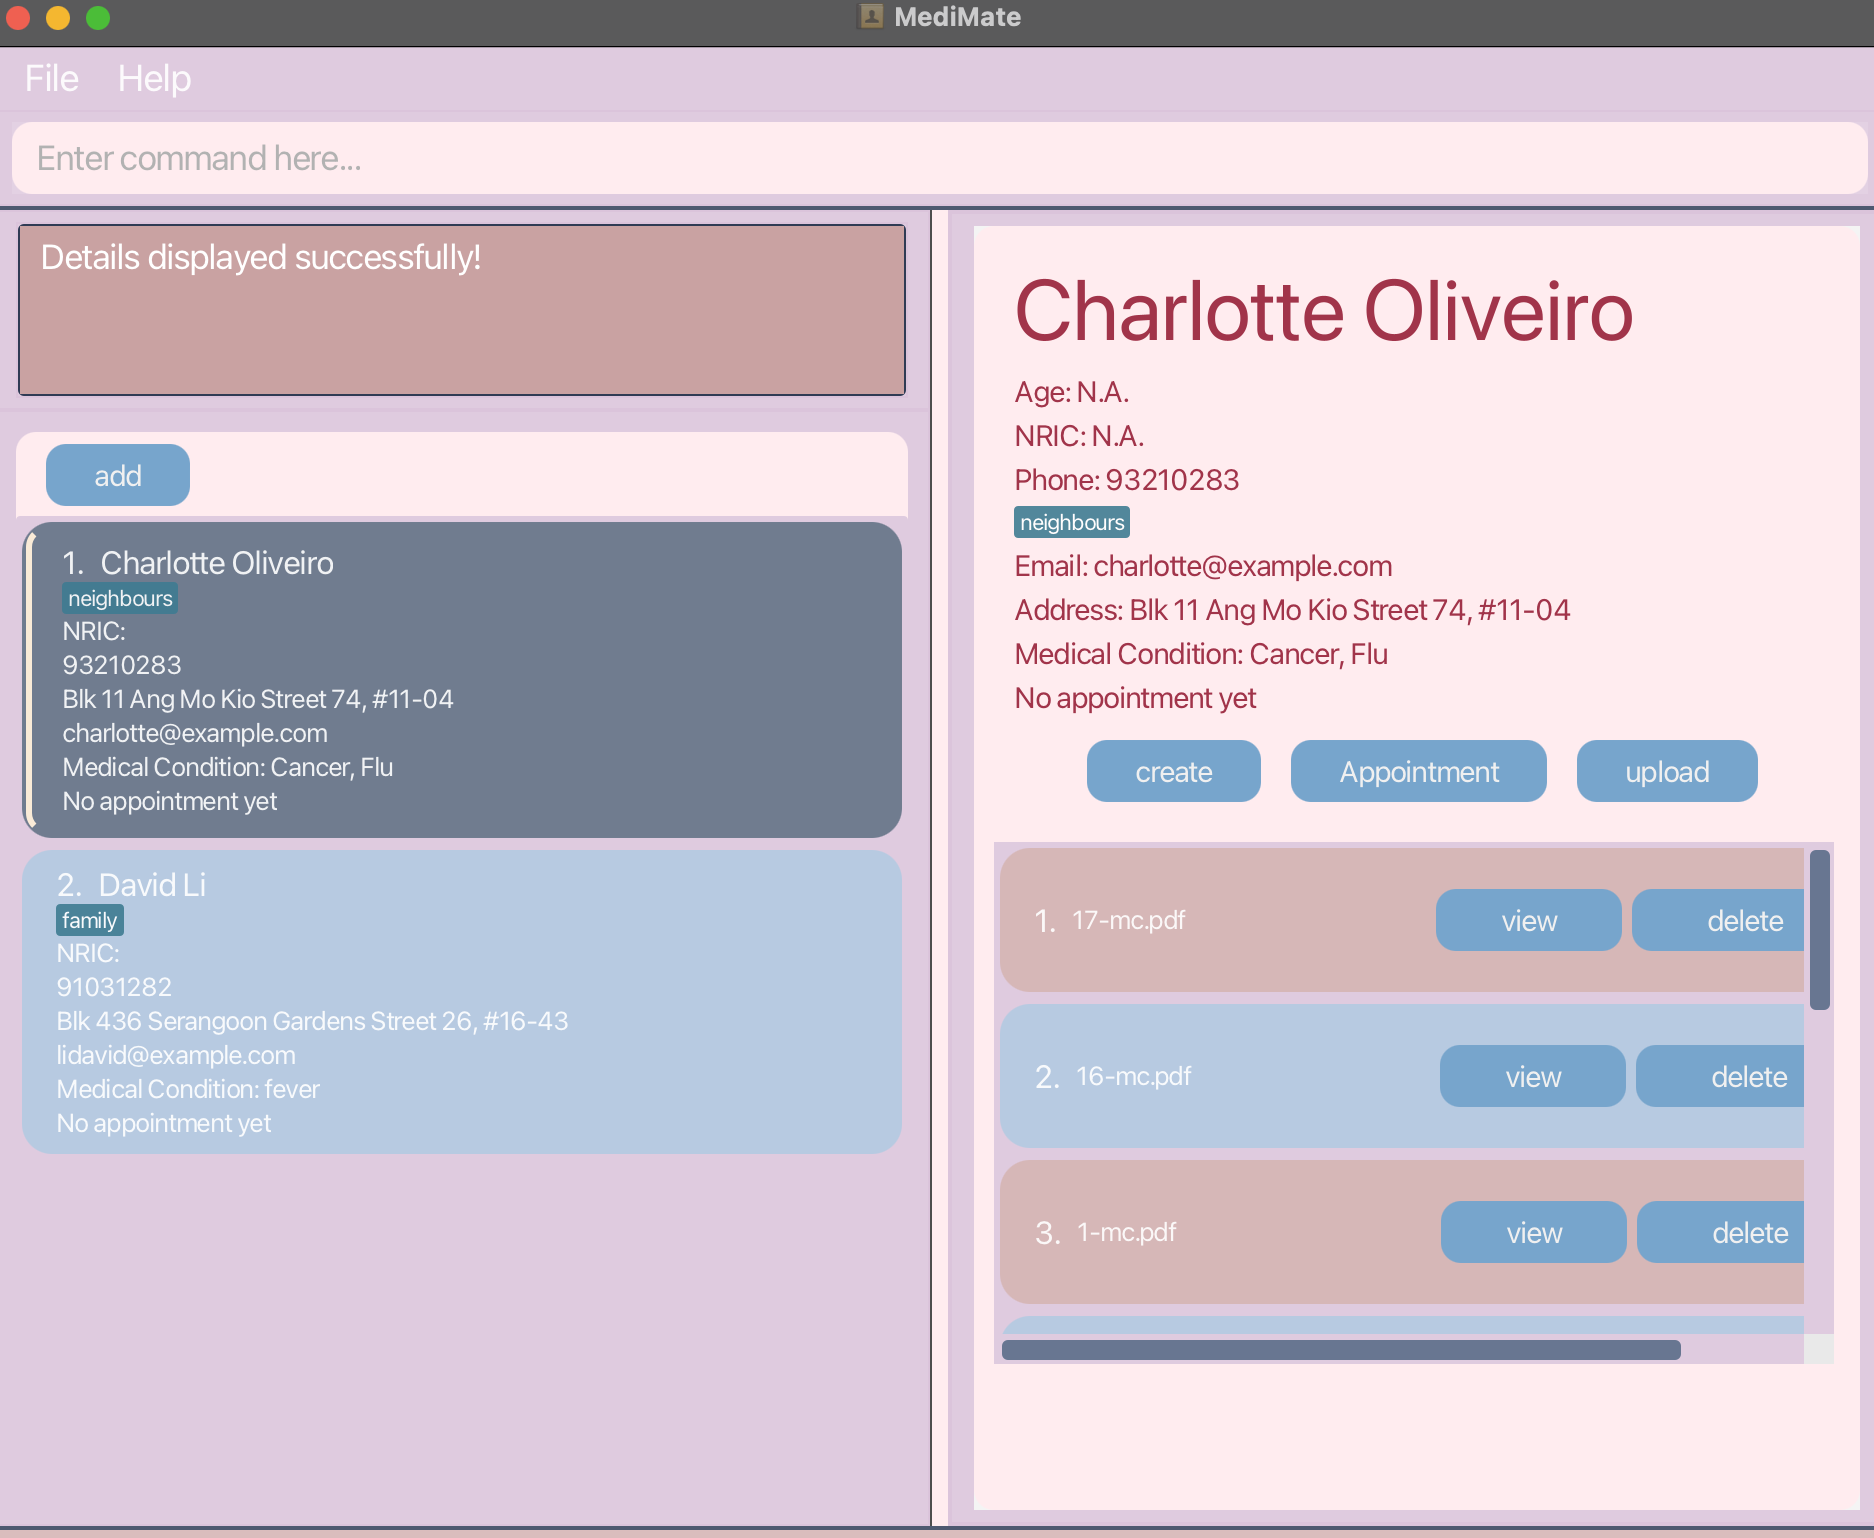 MediMate
File Help
Enter command here...
Details displayed successfully!
add
1. Charlotte Oliveiro
neighbours
NRIC:
93210283
Blk 11 Ang Mo Kio Street 74, #11-04
charlotte@example.com
Medical Condition: Cancer, Flu
No appointment yet
2. David Li
family
NRIC:
91031282
Blk 436 Serangoon Gardens Street 26, #16-43
lidavid@example.com
Medical Condition: fever
No appointment yet
Charlotte Oliveiro
Age: N.A.
NRIC: N.A.
Phone: 93210283
neighbours
Email: charlotte@example.com
Address: Blk 11 Ang Mo Kio Street 74, #11-04
Medical Condition: Cancer, Flu
No appointment yet
create Appointment upload
1. 17-mc.pdf view delete
2. 16-mc.pdf view delete
3. 1-mc.pdf view delete